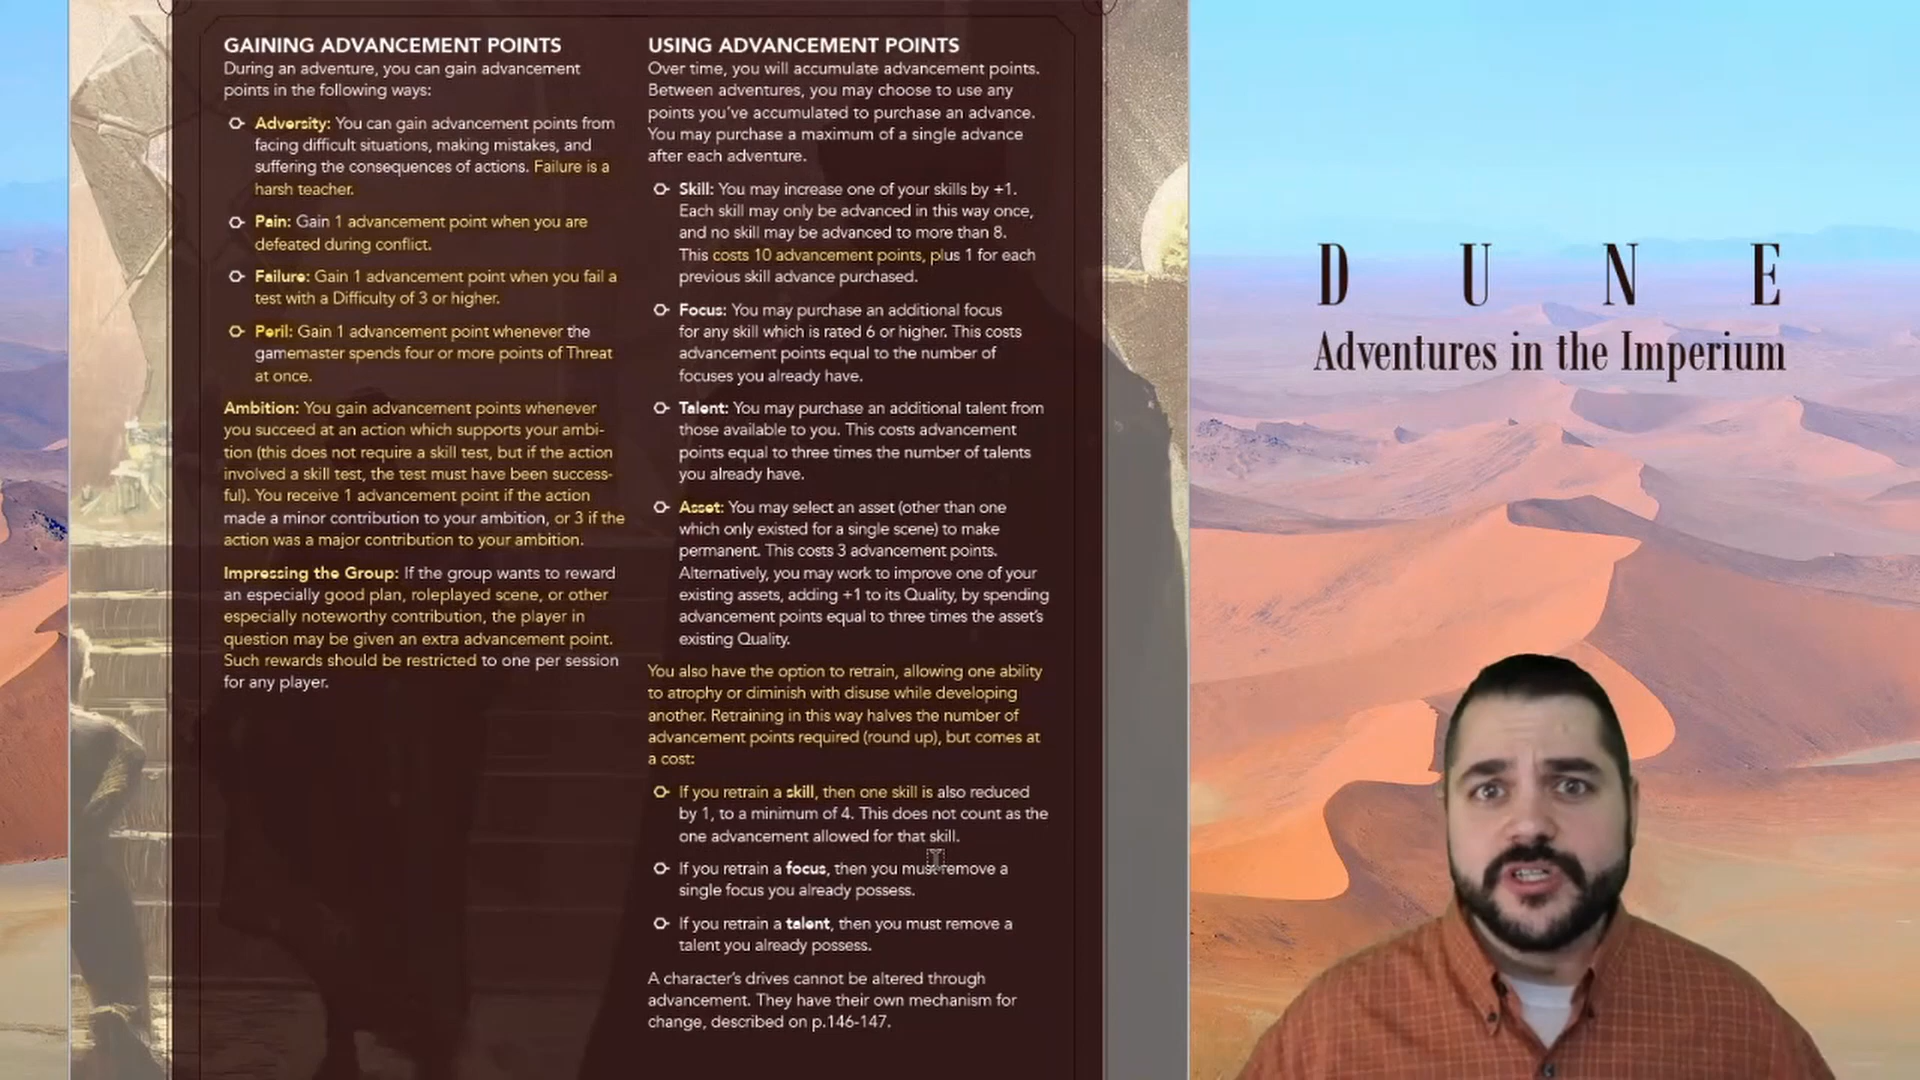 GAINING ADVANCEMENT POINTS
During an adventure, you can gain advancement
points in the following ways:
Adversity: You can gain advancement points from
facing difficult situations, making mistakes, and
suffering the consequences of actions. Failure is a
harsh teacher.
Pain: Gain 1 advancement point when you are
defeated during conflict.
Failure: Gain 1 advancement point when you fail a
test with a Difficulty of 3 or higher.
Peril: Gain 1 advancement point whenever the
gamemaster spends four or more points of Threat
at once.
Ambition: You gain advancement points whenever
you succeed at an action which supports your ambi-
tion (this does not require a skill test, but if the action
involved a skill test, the test must have been success-
ful). You receive 1 advancement point if the action
made a minor contribution to your ambition, or 3 if the
action was a major contribution to your ambition.
Impressing the Group: If the group wants to reward
an especially good plan, roleplayed scene, or other
especially noteworthy contribution, the player in
question may be given an extra advancement point.
Such rewards should be restricted to one per session
for any player.
USING ADVANCEMENT POINTS
Over time, you will accumulate advancement points.
Between adventures, you may choose to use any
points you've accumulated to purchase an advance.
You may purchase a maximum of a single advance
after each adventure.
Skill: You may increase one of your skills by +1.
Each skill may only be advanced in this way once,
and no skill may be advanced to more than 8.
This costs 10 advancement points, plus 1 for each
previous skill advance purchased.
Focus: You may purchase an additional focus
for any skill which is rated 6 or higher. This costs
advancement points equal to the number of
focuses you already have.
Talent: You may purchase an additional talent from
those available to you. This costs advancement
points equal to three times the number of talents
you already have.
Asset: You may select an asset (other than one
which only existed for a single scene) to make
permanent. This costs 3 advancement points.
Alternatively, you may work to improve one of your
existing assets, adding +1 to its Quality, by spending
advancement points equal to three times the asset's
existing Quality.
You also have the option to retrain, allowing one ability
to atrophy or diminish with disuse while developing
another. Retraining in this way halves the number of
advancement points required (round up), but comes at
a cost:
If you retrain a skill, then one skill is also reduced
by 1, to a minimum of 4. This does not count as the
one advancement allowed for that skill.
If you retrain a focus, then you must remove a
single focus you already possess.
If you retrain a talent, then you must remove a
talent you already possess.
A character's drives cannot be altered through
advancement. They have their own mechanism for
change, described on p.146-147.
DUNE
Adventures in the Imperium